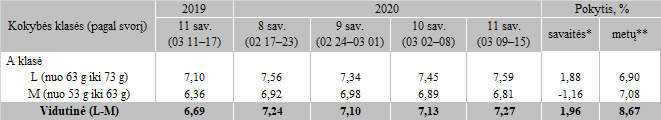 Kokybės klasės (pagal svorį) 2019 2020 Pokytis, %
11 sav. (03 11–17) 8 sav. (02 17–23) 9 sav. (02 24–03 01) 10 sav. (03 02–08) 11 sav. (03 09–15) savaitės* metų**
A klasė
L (nuo 63 g iki 73 g) 7,10 7,56 7,34 7,45 7,59 1,88 6,90
M (nuo 53 g iki 63 g) 6,36 6,92 6,98 6,89 6,81 -1,16 7,08
Vidutinė (L-M) 6,69 7,24 7,10 7,13 7,27 1,96 8,67